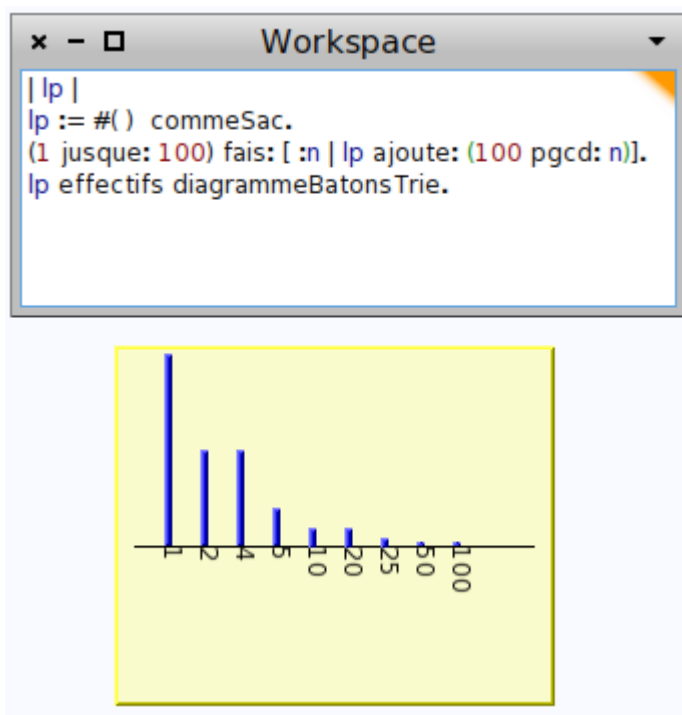 Workspace
| lp |
lp := #( ) commeSac.
(1 jusque: 100) fais: [ :n | lp ajoute: (100 pgcd: n)].
lp effectifs diagrammeBatonsTrie.
1 2 4 5 10 20 25 50 100